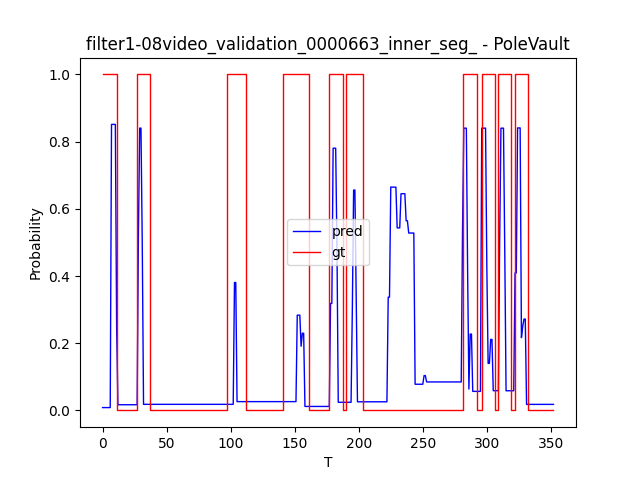 filter1-08video_validation_0000663_inner_seg_ - PoleVault
1.0
0.8
0.6
0.4
0.2
0.0
Probability
pred
gt
0 50 100 150 200 250 300 350
T